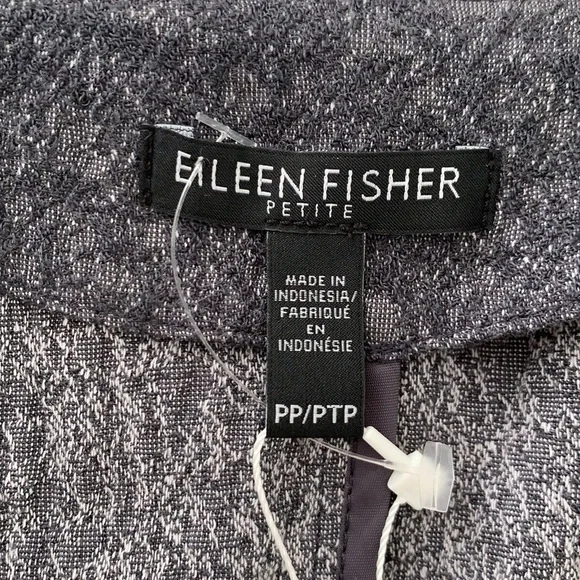 EILEEN FISHER
PETITE
MADE IN
INDONESIA/
FABRIQUÉ
EN
INDONÉSIE
PP/PTP